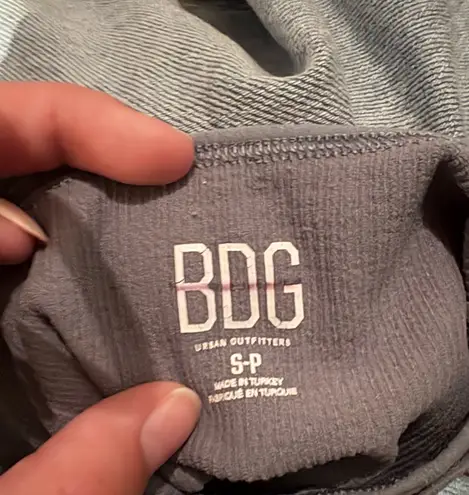 BDG
URBAN OUTFITTERS
S-P
MADE IN TURKEY
FABRIQUÉ EN TURQUIE